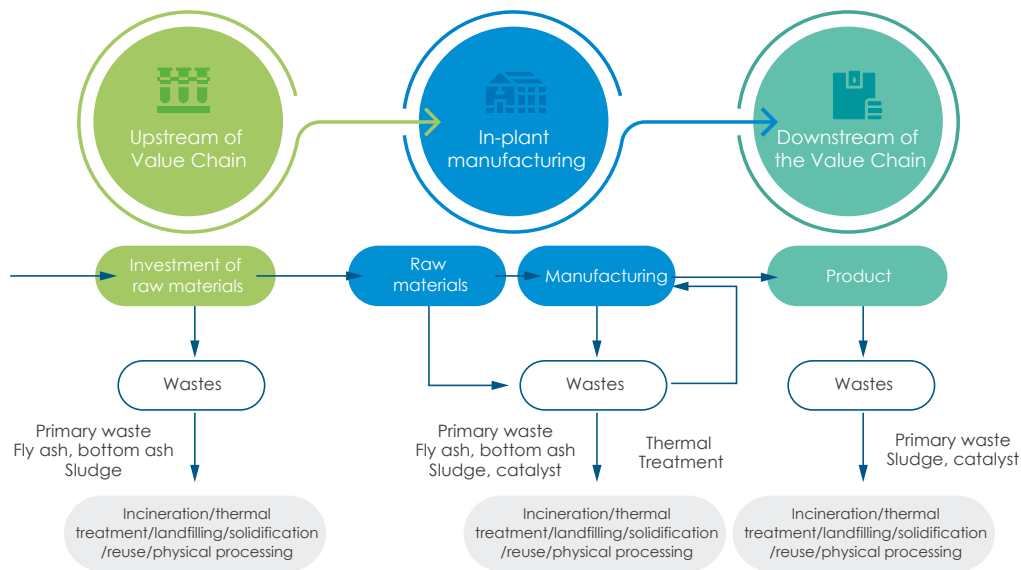 Upstream of
Value Chain
In-plant
manufacturing
Downstream of
the Value Chain
Investment of
raw materials
Raw
materials
Manufacturing
Product
Wastes
Wastes
Wastes
Primary waste
Fly ash, bottom ash
Sludge
Primary waste
Fly ash, bottom ash
Sludge, catalyst
Thermal
Treatment
Primary waste
Sludge, catalyst
Incineration/thermal
treatment/landfilling/solidification
/reuse/physical processing
Incineration/thermal
treatment/landfilling/solidification
/reuse/physical processing
Incineration/thermal
treatment/landfilling/solidification
/reuse/physical processing